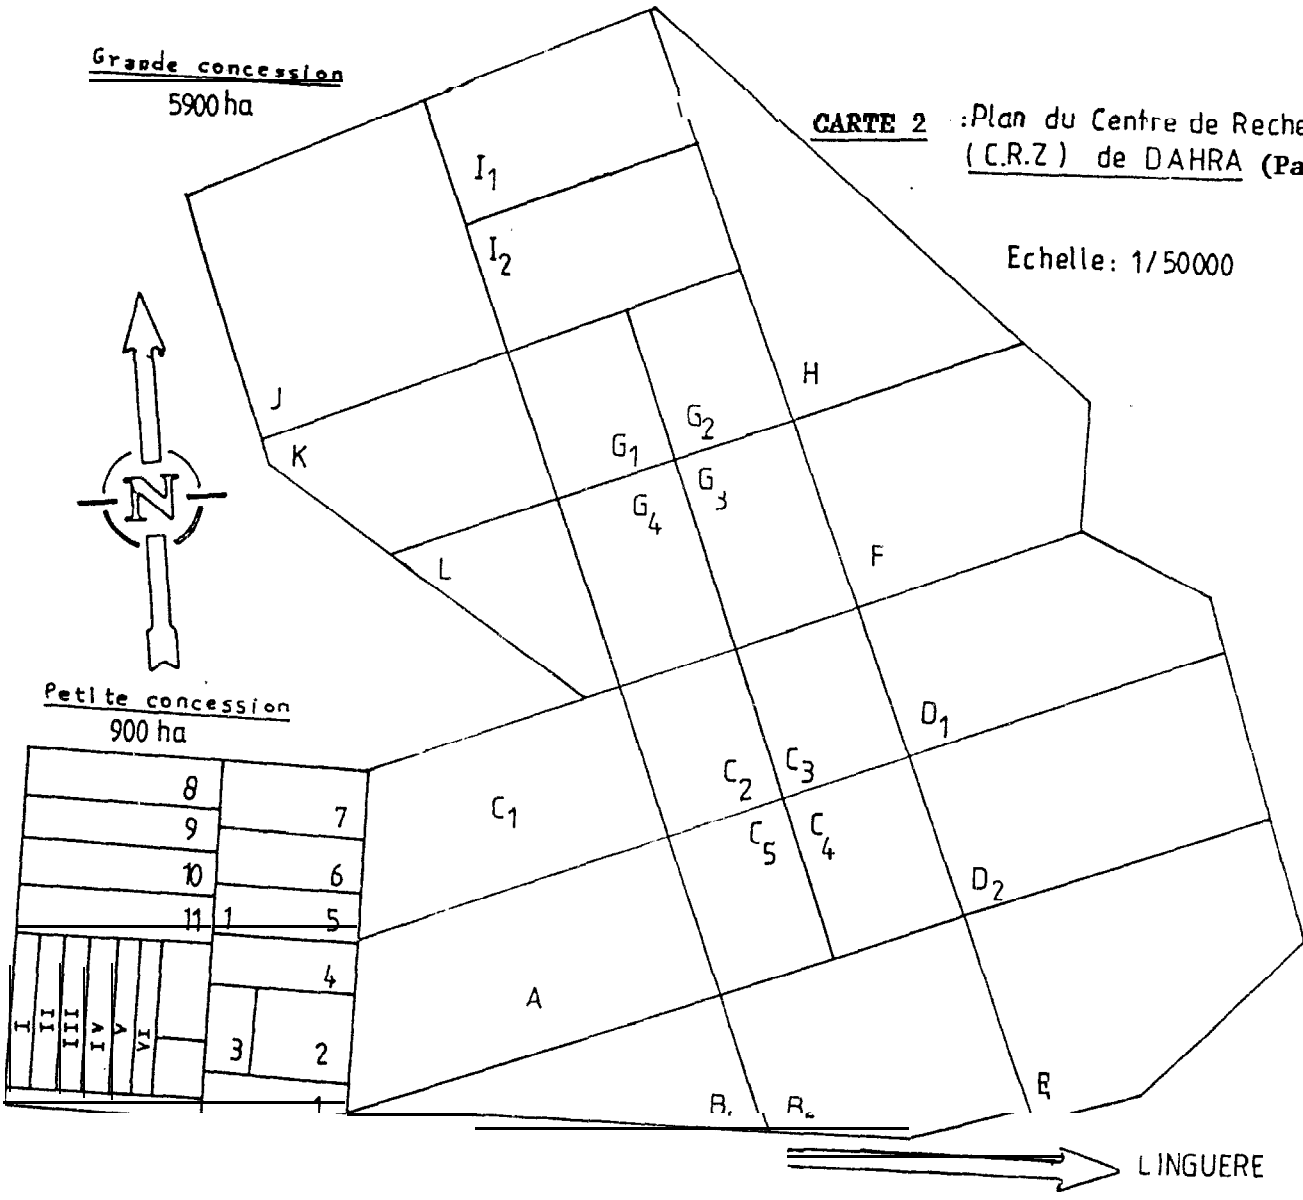 Grande concession
5900 ha
CARTE 2 :Plan du Centre de Reche
(C.R.Z) de DAHRA (Pa
Echelle: 1/50000
I1
I2
J
H
G2
G1
K
G3
G4
N
F
L
Petite concession
900 ha
D1
C3
C2
8
C1
7
9
C4
C5
10
6
D2
11 1 5
4
A
I II III IV V VI
3 2
E
1
LINGUERE